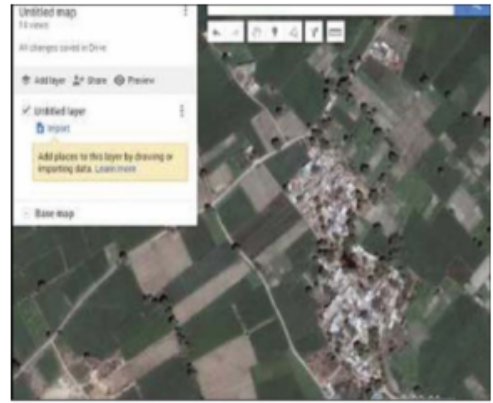 Untitled map
All changes saved in Drive
Add layer Share Preview
Untitled layer
Import
Add places to this layer by drawing or
importing data. Learn more
Base map